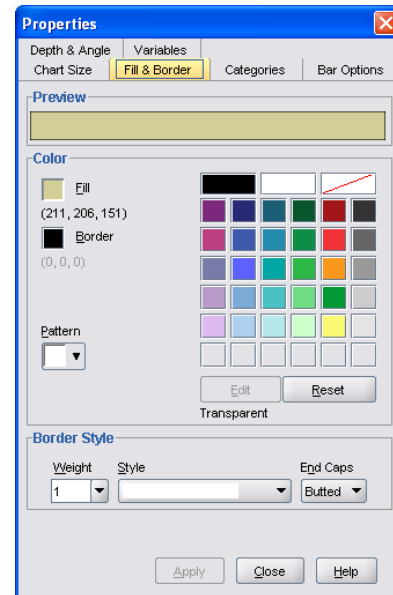 Properties
Depth & Angle Variables
Chart Size Fill & Border Categories Bar Options
Preview
Color
Fill
(211, 206, 151)
Border
(0, 0, 0)
Pattern
Edit Reset
Transparent
Border Style
Weight Style End Caps
1 Butted
Apply Close Help